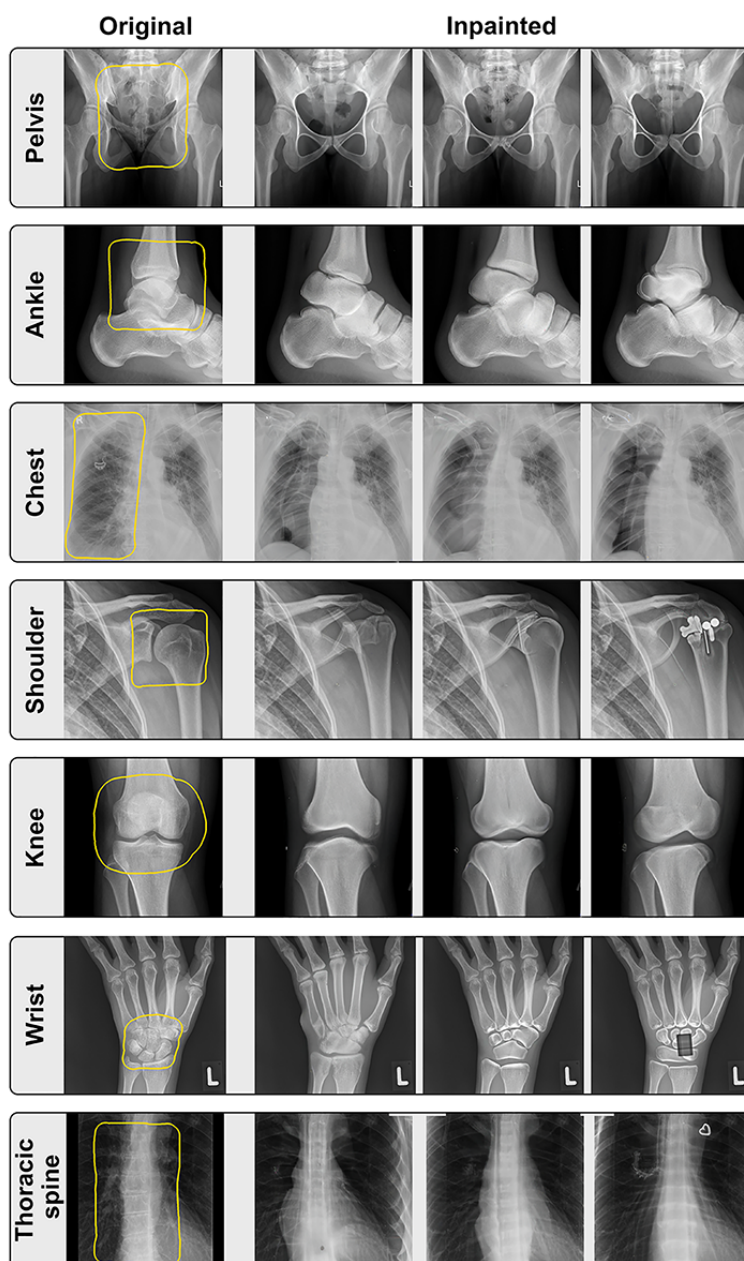 Original Inpainted
Pelvis
L
L
Ankle
Chest
R
Shoulder
Knee
Wrist
L
L
L
L
Thoracic
spine